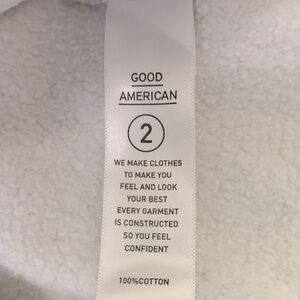 GOOD
AMERICAN
2
WE MAKE CLOTHES
TO MAKE YOU
FEEL AND LOOK
YOUR BEST
EVERY GARMENT
IS CONSTRUCTED
SO YOU FEEL
CONFIDENT
100%COTTON